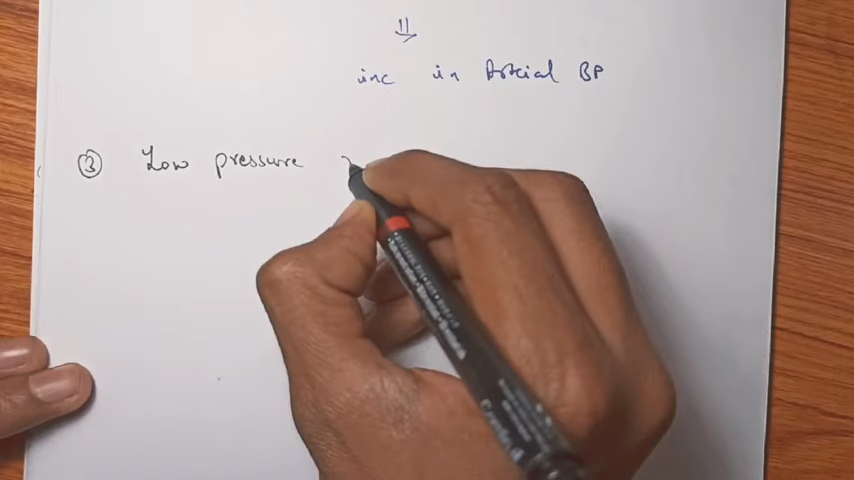 inc in Arterial BP
③ Low pressure